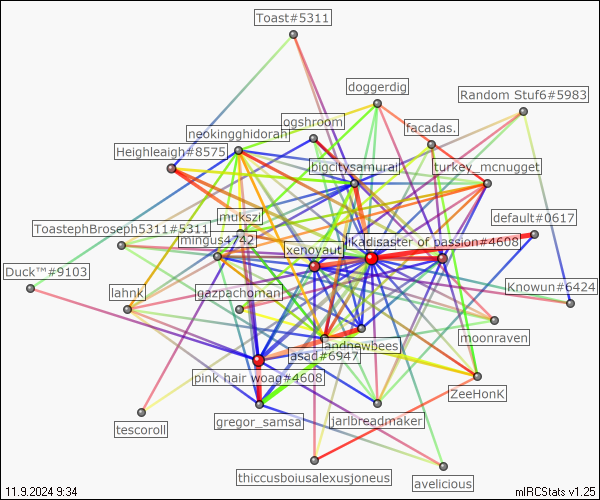 Toast#5311
doggerdig
Random Stuf6#5983
ogshroom
facadas.
neokingghidorah
Heighleaigh#8575
bigcitysamurai
turkey_mcnugget
mukszi
default#0617
ToastephBroseph5311#5311
mingus4742
xenoyaut
disaster of passion#4608
Duck™#9103
lahnk
gazpachoman
Knowun#6424
moonraven
andnewbees
asad#6947
pink hair woag#4608
ZeeHonK
gregor_samsa
jarlbreadmaker
tescoroll
thiccusboiusalexusjoneus
avelicious
11.9.2024 9:34
mIRCStats v1.25